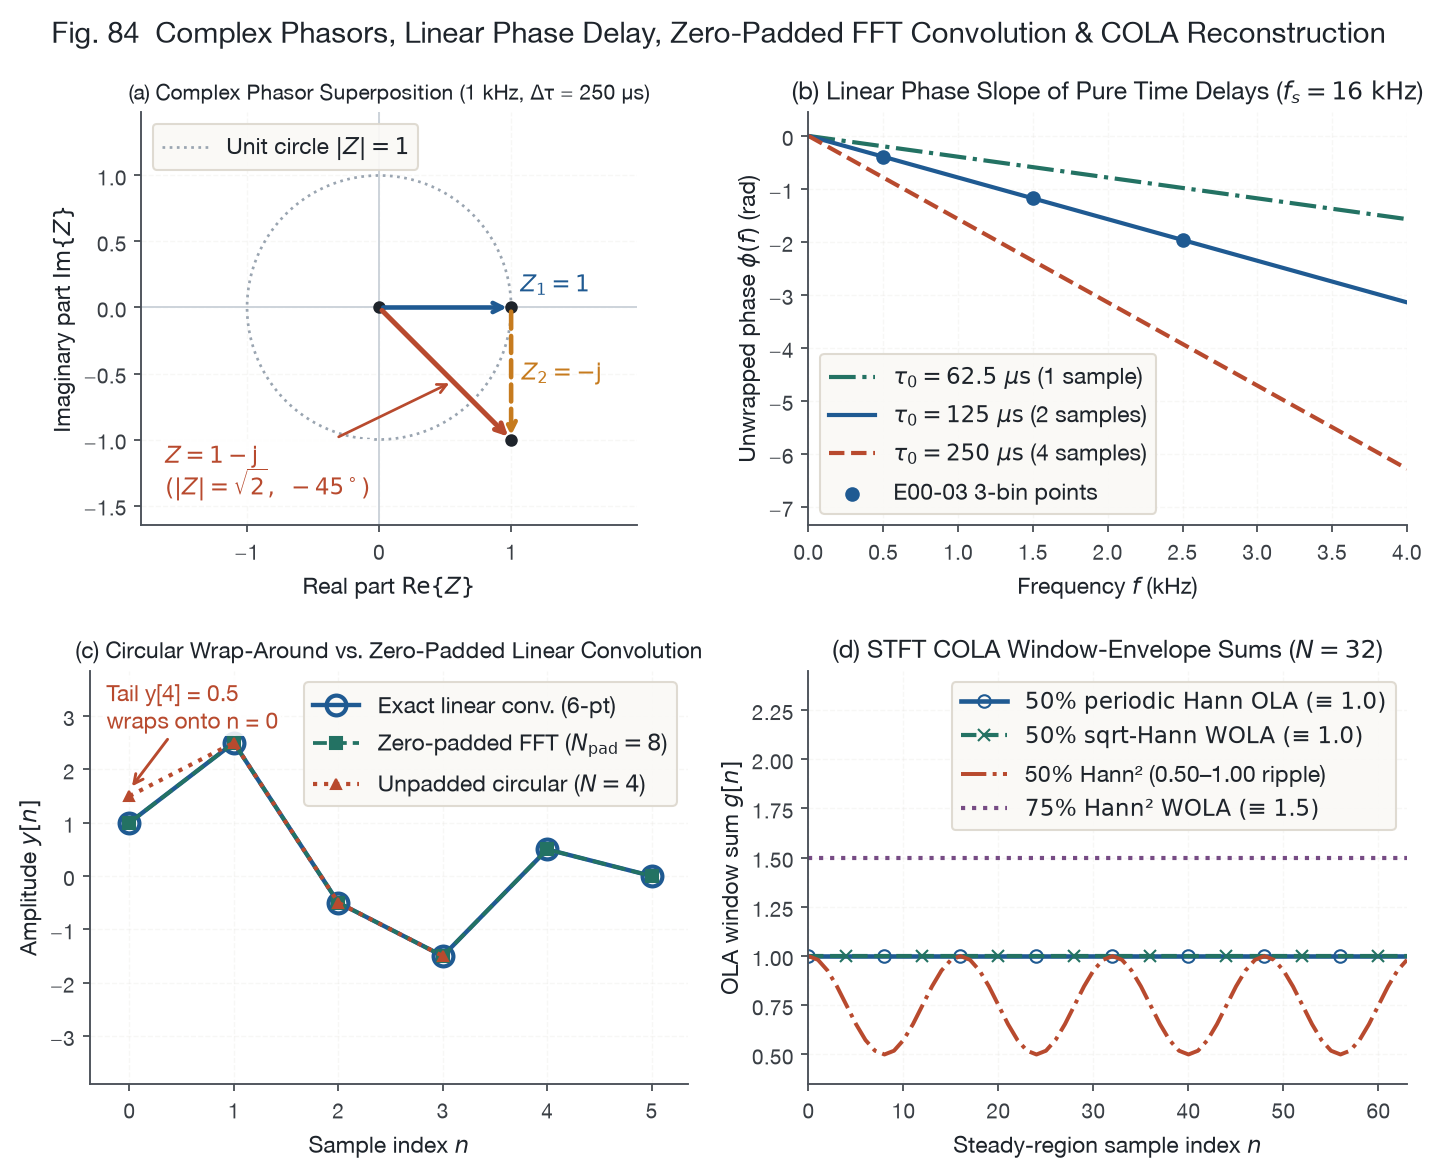 Fig. 84  Complex Phasors, Linear Phase Delay, Zero-Padded FFT Convolution & COLA Reconstruction
(a) Complex Phasor Superposition (1 kHz, Δτ = 250 µs)
Unit circle |Z| = 1
Imaginary part Im{Z}
1.0
0.5
0.0
−0.5
−1.0
−1.5
Z₁ = 1
Z₂ = −j
Z = 1 − j
(|Z| = √2, −45°)
−1
0
1
Real part Re{Z}
(b) Linear Phase Slope of Pure Time Delays (fₛ = 16 kHz)
Unwrapped phase ϕ(f) (rad)
0
−1
−2
−3
−4
−5
−6
−7
τ₀ = 62.5 µs (1 sample)
τ₀ = 125 µs (2 samples)
τ₀ = 250 µs (4 samples)
E00-03 3-bin points
0.0
0.5
1.0
1.5
2.0
2.5
3.0
3.5
4.0
Frequency f (kHz)
(c) Circular Wrap-Around vs. Zero-Padded Linear Convolution
Amplitude y[n]
3
2
1
0
−1
−2
−3
Tail y[4] = 0.5
wraps onto n = 0
Exact linear conv. (6-pt)
Zero-padded FFT (N_pad = 8)
Unpadded circular (N = 4)
0
1
2
3
4
5
Sample index n
(d) STFT COLA Window-Envelope Sums (N = 32)
OLA window sum g[n]
2.25
2.00
1.75
1.50
1.25
1.00
0.75
0.50
50% periodic Hann OLA (≡ 1.0)
50% sqrt-Hann WOLA (≡ 1.0)
50% Hann² (0.50–1.00 ripple)
75% Hann² WOLA (≡ 1.5)
0
10
20
30
40
50
60
Steady-region sample index n